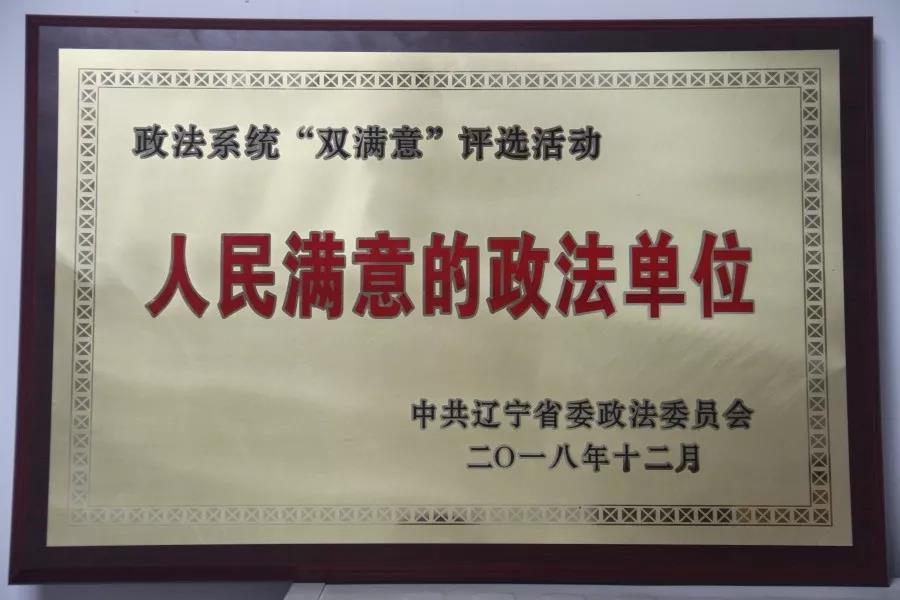 政法系统“双满意”评选活动
人民满意的政法单位
中共辽宁省委政法委员会
二〇一八年十二月